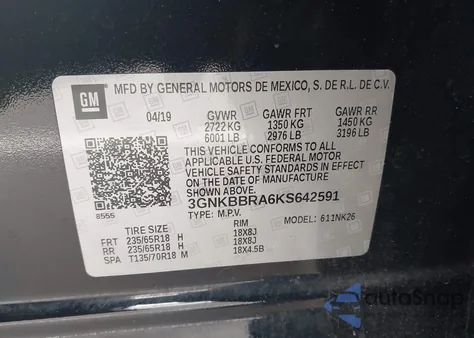 GM
MFD BY GENERAL MOTORS DE MEXICO, S. DE R.L. DE C.V.
04/19 GVWR GAWR FRT GAWR RR
2722 KG 1350 KG 1450 KG
6001 LB 2976 LB 3196 LB
THIS VEHICLE CONFORMS TO ALL
APPLICABLE U.S. FEDERAL MOTOR
VEHICLE SAFETY STANDARDS IN EFFECT ON THE
DATE OF MANUFACTURE SHOWN ABOVE.
3GNKBBRA6KS642591
8555 TYPE: M.P.V. MODEL: 611NK26
TIRE SIZE RIM
FRT 235/65R18 H 18X8J
RR 235/65R18 H 18X8J
SPA T135/70R18 M 18X4.5B
autoSnap